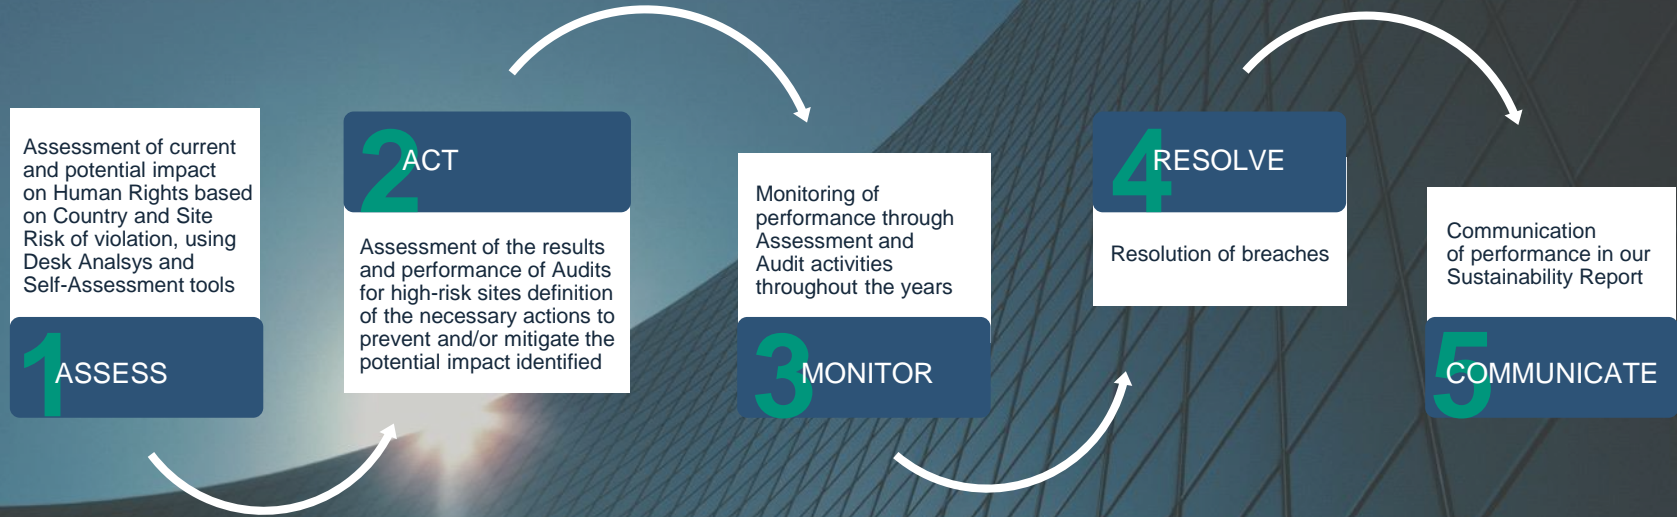 Assessment of current
and potential impact
on Human Rights based
on Country and Site
Risk of violation, using
Desk Analsys and
Self-Assessment tools
1 ASSESS
2 ACT
Assessment of the results
and performance of Audits
for high-risk sites definition
of the necessary actions to
prevent and/or mitigate the
potential impact identified
Monitoring of
performance through
Assessment and
Audit activities
throughout the years
3 MONITOR
4 RESOLVE
Resolution of breaches
Communication
of performance in our
Sustainability Report
5 COMMUNICATE